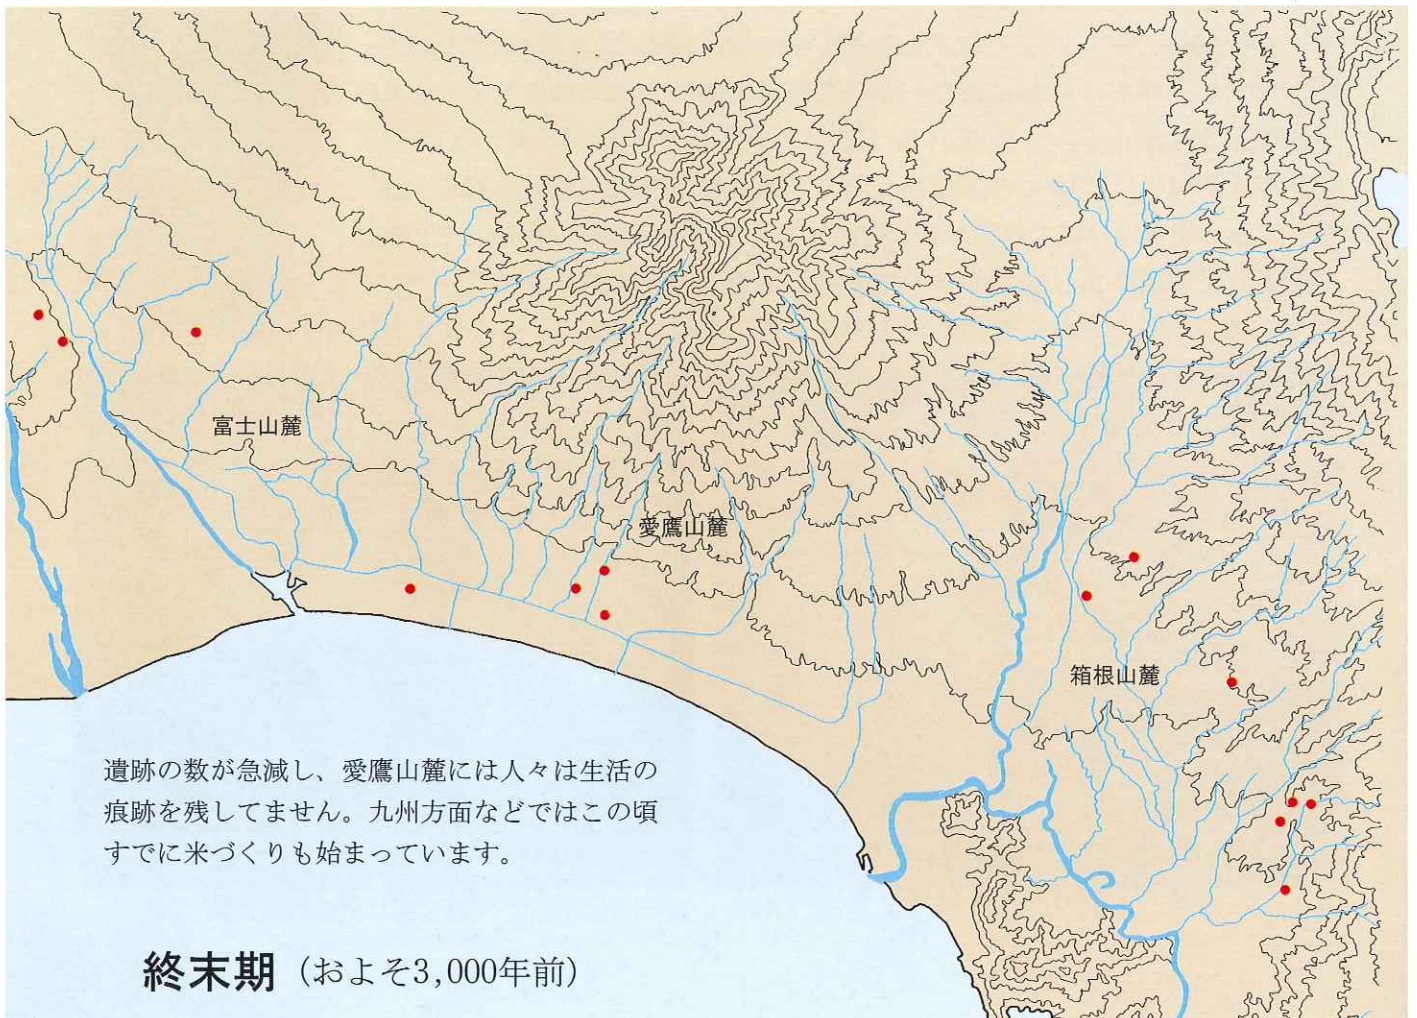 富士山麓
愛鷹山麓
箱根山麓
遺跡の数が急減し、愛鷹山麓には人々は生活の
痕跡を残してません。九州方面などではこの頃
すでに米づくりも始まっています。
終末期（およそ3,000年前）